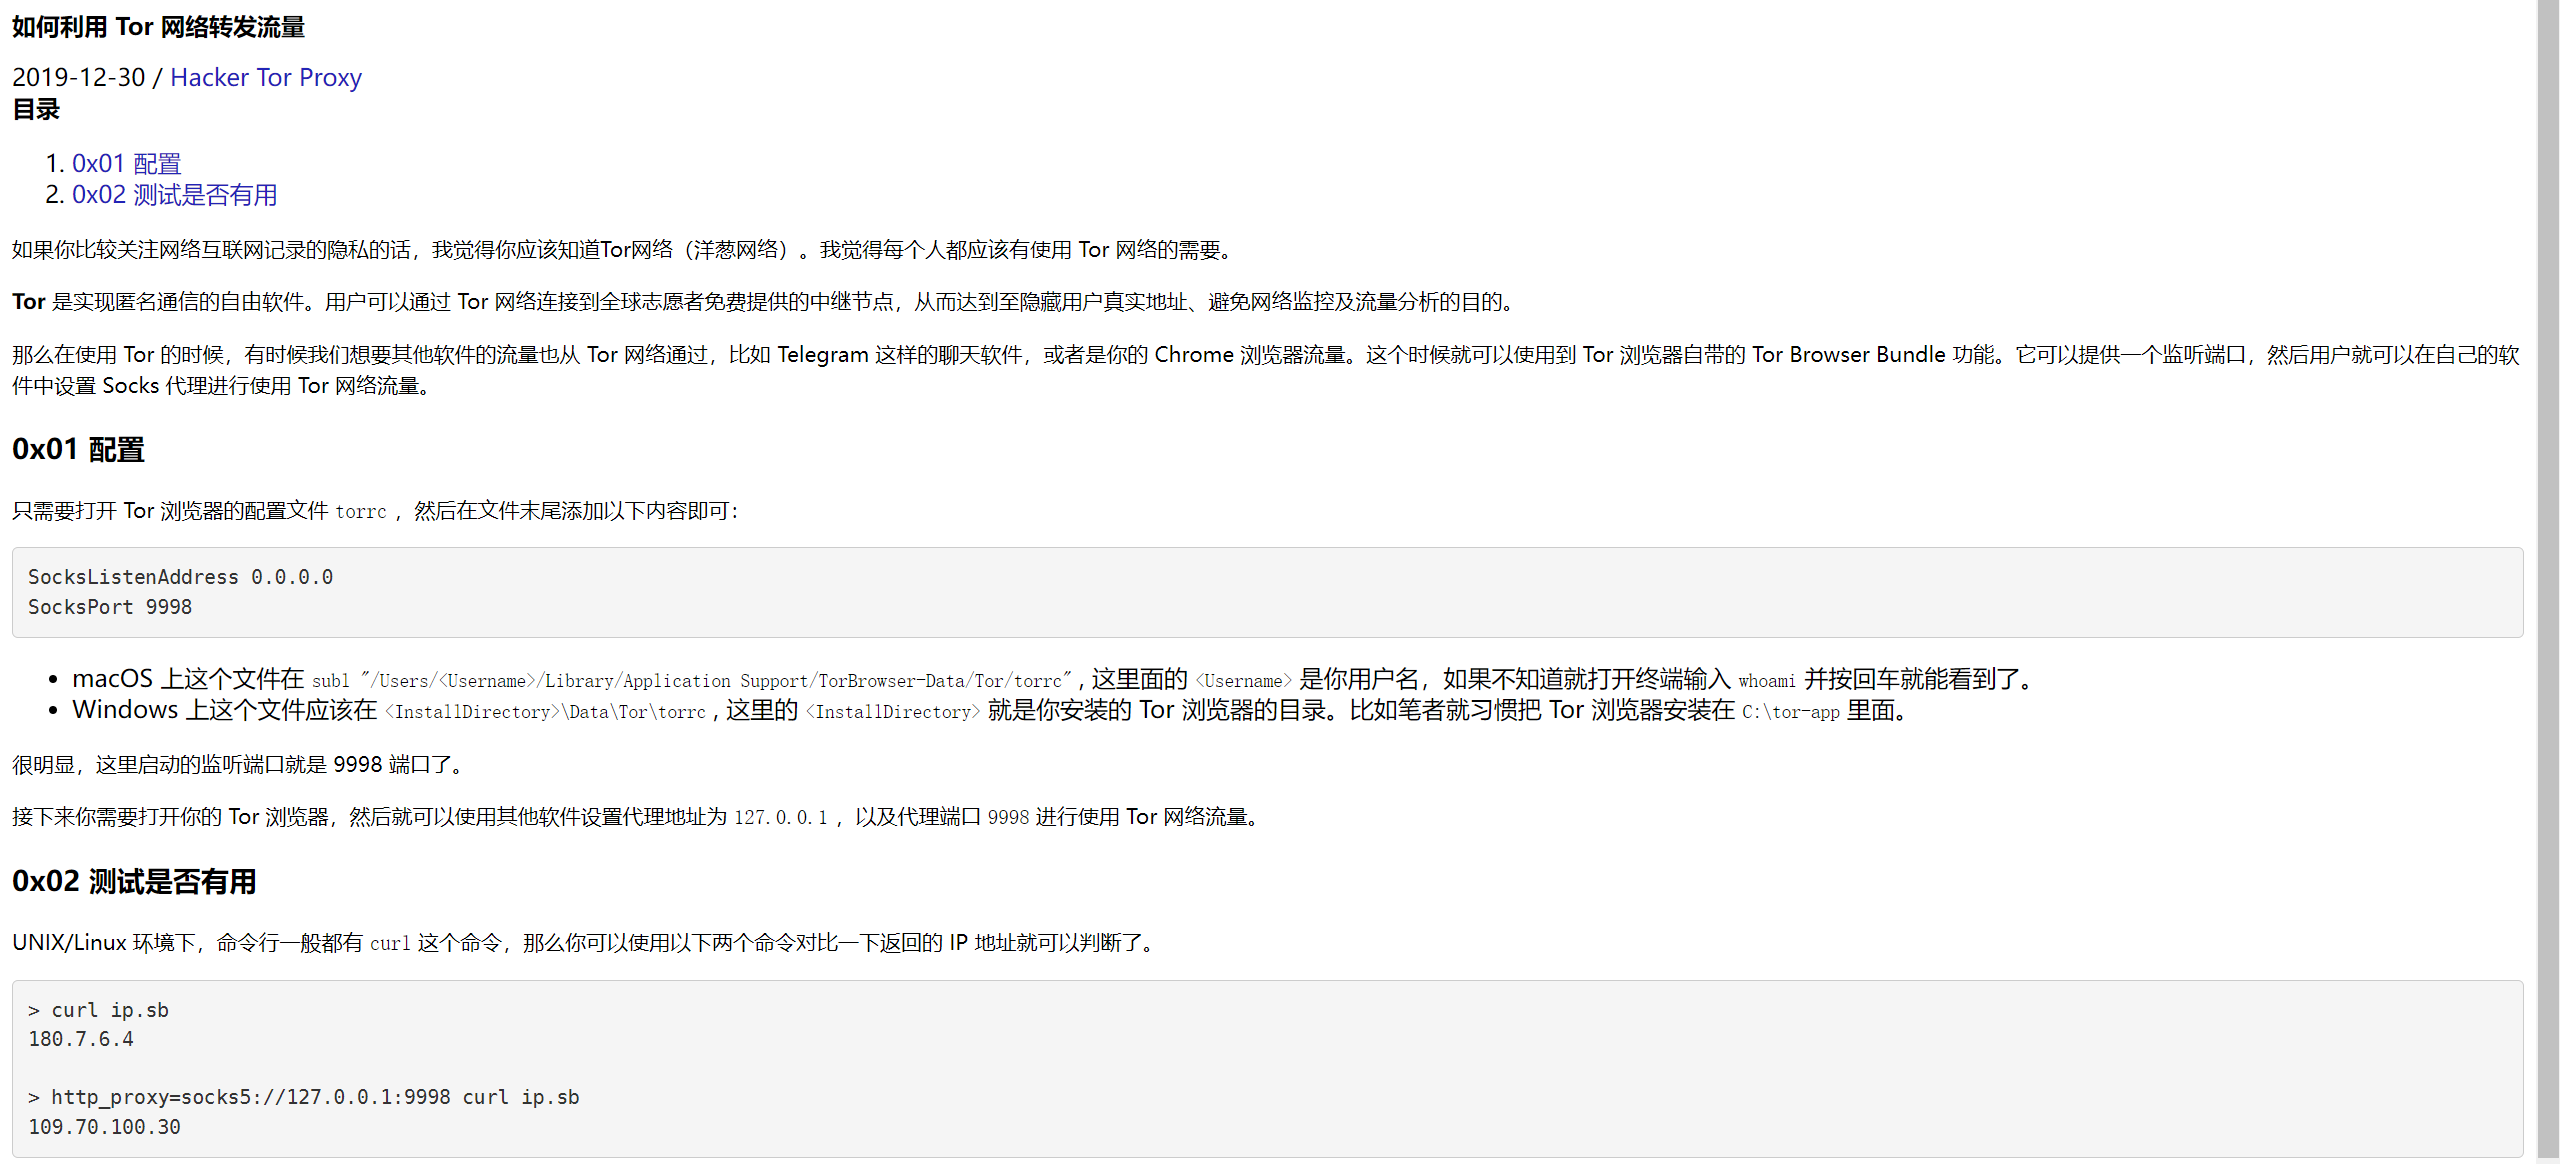 如何利用 Tor 网络转发流量
2019-12-30 / Hacker Tor Proxy
目录
1. 0x01 配置
2. 0x02 测试是否有用
如果你比较关注网络互联网记录的隐私的话，我觉得你应该知道Tor网络（洋葱网络）。我觉得每个人都应该有使用 Tor 网络的需要。
Tor 是实现匿名通信的自由软件。用户可以通过 Tor 网络连接到全球志愿者免费提供的中继节点，从而达到至隐藏用户真实地址、避免网络监控及流量分析的目的。
那么在使用 Tor 的时候，有时候我们想要其他软件的流量也从 Tor 网络通过，比如 Telegram 这样的聊天软件，或者是你的 Chrome 浏览器流量。这个时候就可以使用到 Tor 浏览器自带的 Tor Browser Bundle 功能。它可以提供一个监听端口，然后用户就可以在自己的软
件中设置 Socks 代理进行使用 Tor 网络流量。
0x01 配置
只需要打开 Tor 浏览器的配置文件 torrc ，然后在文件末尾添加以下内容即可：
SocksListenAddress 0.0.0.0
SocksPort 9998
• macOS 上这个文件在 subl "/Users/<Username>/Library/Application Support/TorBrowser-Data/Tor/torrc" , 这里面的 <Username> 是你用户名，如果不知道就打开终端输入 whoami 并按回车就能看到了。
• Windows 上这个文件应该在 <InstallDirectory>\Data\Tor\torrc , 这里的 <InstallDirectory> 就是你安装的 Tor 浏览器的目录。比如笔者就习惯把 Tor 浏览器安装在 C:\tor-app 里面。
很明显，这里启动的监听端口就是 9998 端口了。
接下来你需要打开你的 Tor 浏览器，然后就可以使用其他软件设置代理地址为 127.0.0.1 ，以及代理端口 9998 进行使用 Tor 网络流量。
0x02 测试是否有用
UNIX/Linux 环境下，命令行一般都有 curl 这个命令，那么你可以使用以下两个命令对比一下返回的 IP 地址就可以判断了。
> curl ip.sb
180.7.6.4
> http_proxy=socks5://127.0.0.1:9998 curl ip.sb
109.70.100.30